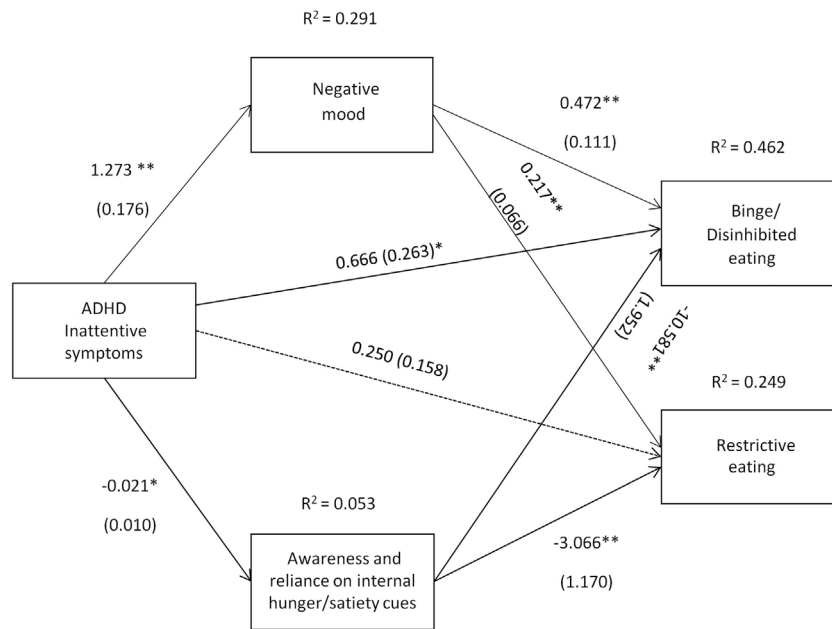 R² = 0.291
Negative
mood
0.472**
(0.111)
R² = 0.462
1.273 **
(0.176)
0.217**
(0.066)
Binge/
Disinhibited
eating
0.666 (0.263)*
ADHD
Inattentive
symptoms
-10.581**
(1.952)
0.250 (0.158)
R² = 0.249
Restrictive
eating
-0.021*
(0.010)
R² = 0.053
Awareness and
reliance on internal
hunger/satiety cues
-3.066**
(1.170)